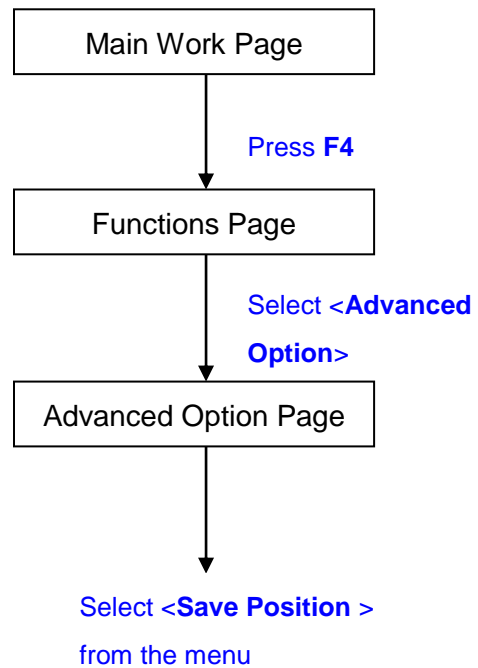 Main Work Page
Press F4
Functions Page
Select <Advanced
Option>
Advanced Option Page
Select <Save Position >
from the menu